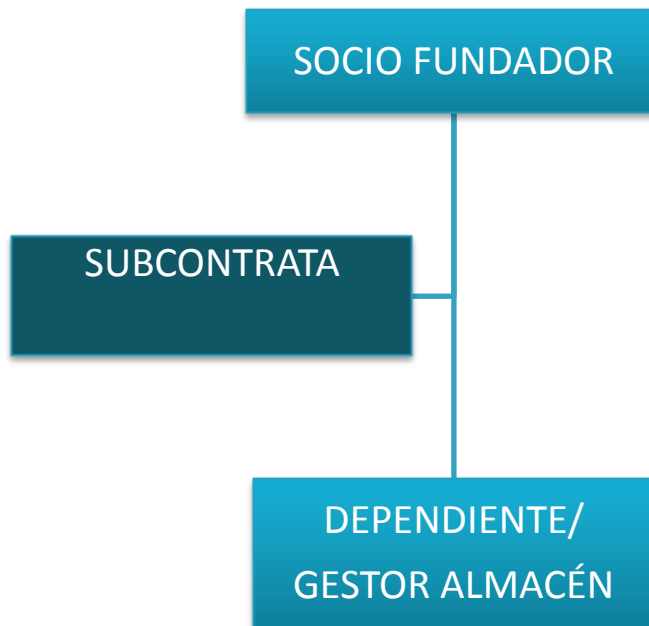 SOCIO FUNDADOR
SUBCONTRATA
DEPENDIENTE/
GESTOR ALMACÉN